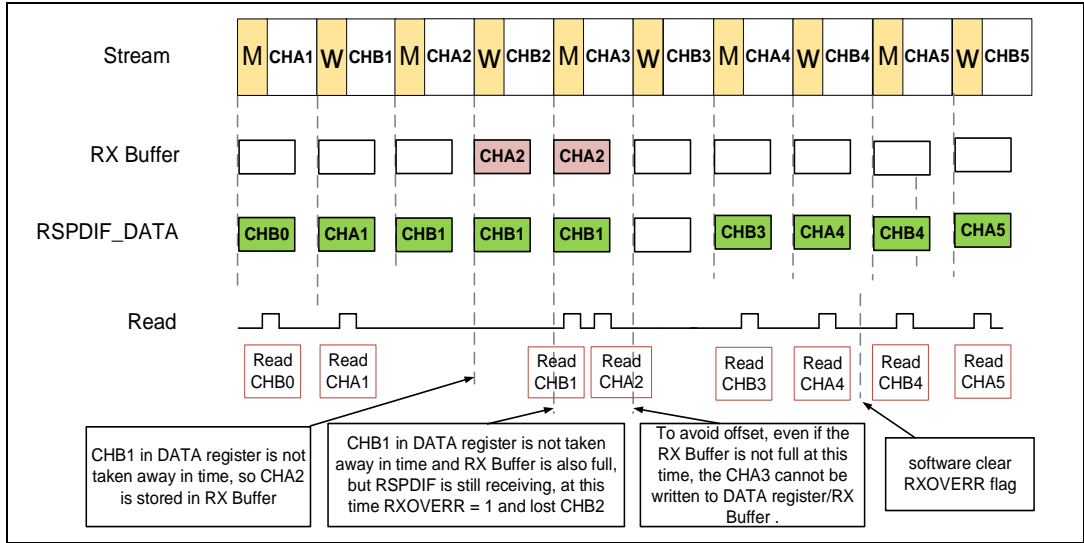 Stream M CHA1 W CHB1 M CHA2 W CHB2 M CHA3 W CHB3 M CHA4 W CHB4 M CHA5 W CHB5
RX Buffer CHA2 CHA2
RSPDIF_DATA CHB0 CHA1 CHB1 CHB1 CHB1 CHB3 CHA4 CHB4 CHA5
Read
Read CHB0
Read CHA1
Read CHB1
Read CHA2
Read CHB3
Read CHA4
Read CHB4
Read CHA5
CHB1 in DATA register is not
taken away in time, so CHA2
is stored in RX Buffer
CHB1 in DATA register is not taken
away in time and RX Buffer is also full,
but RSPDIF is still receiving, at this
time RXOVERR = 1 and lost CHB2
To avoid offset, even if the
RX Buffer is not full at this
time, the CHA3 cannot be
written to DATA register/RX
Buffer .
software clear
RXOVERR flag